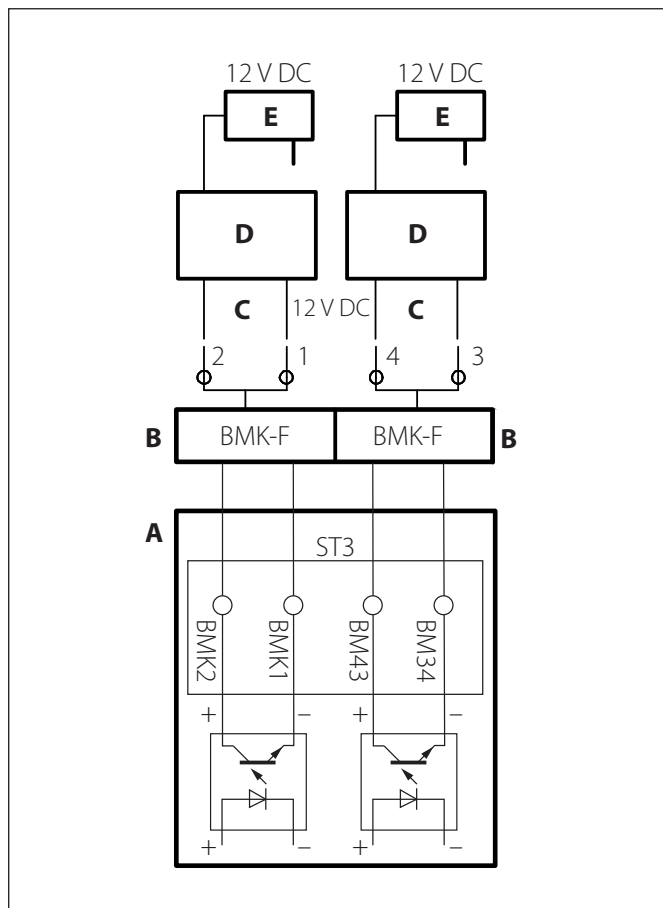 12 V DC 12 V DC
E E
D D
C 12 V DC C
2 1 4 3
B BMK-F BMK-F B
A
ST3
BMK2 BMK1 BM43 BM34
+ − + −
+ − + −